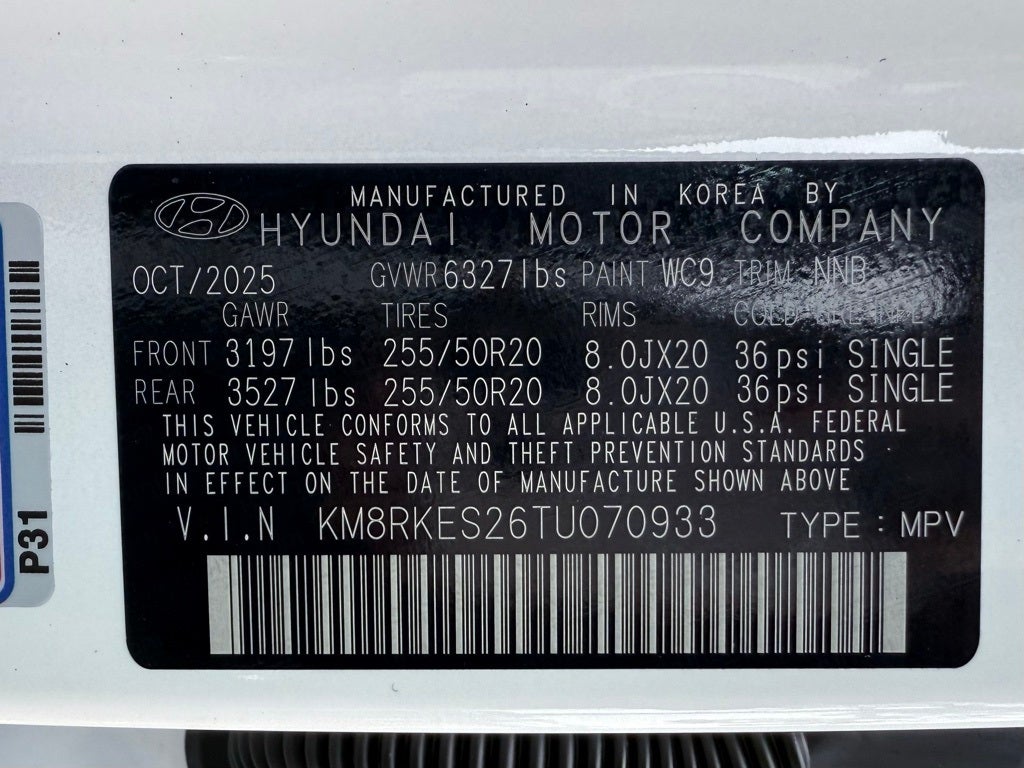 MANUFACTURED IN KOREA BY
HYUNDAI MOTOR COMPANY
OCT/2025 GVWR 6327 lbs PAINT WC9 TRIM NNB
GAWR TIRES RIMS COLD
FRONT 3197 lbs 255/50R20 8.0JX20 36psi SINGLE
REAR 3527 lbs 255/50R20 8.0JX20 36psi SINGLE
THIS VEHICLE CONFORMS TO ALL APPLICABLE U.S.A. FEDERAL
MOTOR VEHICLE SAFETY AND THEFT PREVENTION STANDARDS
IN EFFECT ON THE DATE OF MANUFACTURE SHOWN ABOVE
V.I.N KM8RKES26TU070933 TYPE : MPV
P31